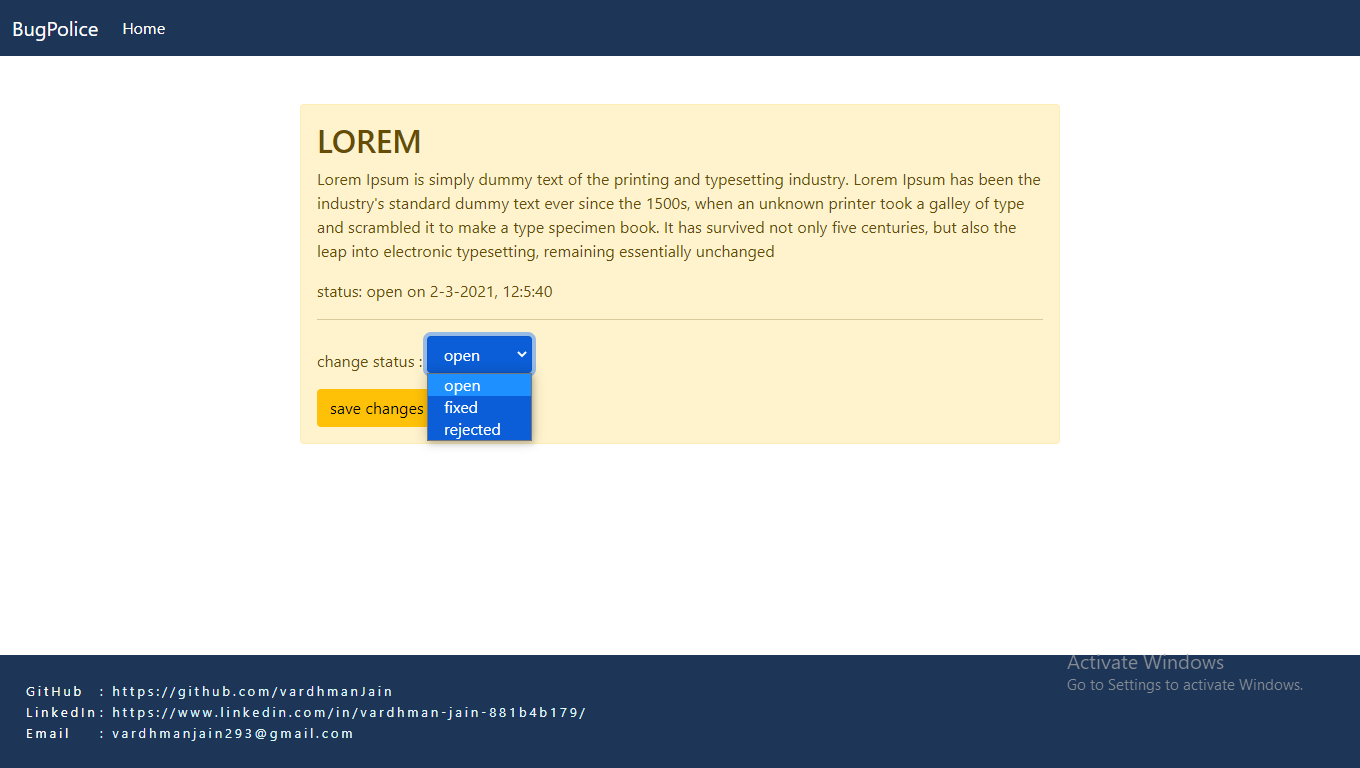 BugPolice Home
LOREM
Lorem Ipsum is simply dummy text of the printing and typesetting industry. Lorem Ipsum has been the
industry's standard dummy text ever since the 1500s, when an unknown printer took a galley of type
and scrambled it to make a type specimen book. It has survived not only five centuries, but also the
leap into electronic typesetting, remaining essentially unchanged
status: open on 2-3-2021, 12:5:40
change status : open
open
fixed
rejected
save changes
Activate Windows
Go to Settings to activate Windows.
GitHub : https://github.com/vardhmanJain
LinkedIn : https://www.linkedin.com/in/vardhman-jain-881b4b179/
Email : vardhmanjain293@gmail.com